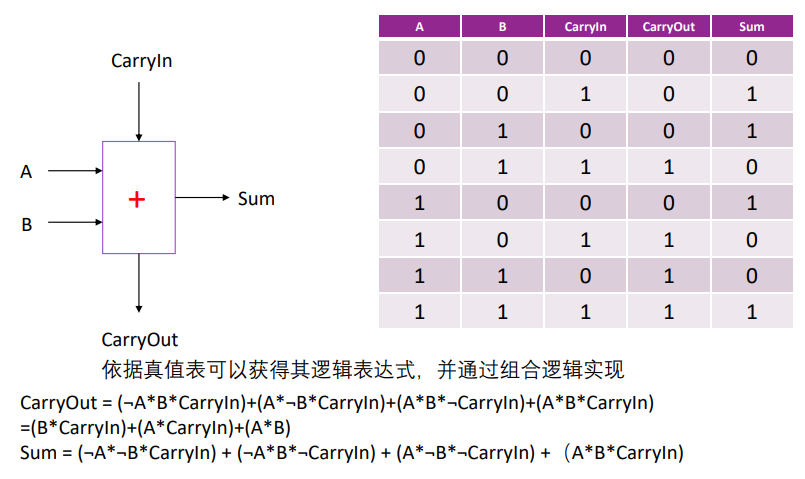 A B CarryIn CarryOut Sum
0 0 0 0 0
0 0 1 0 1
0 1 0 0 1
0 1 1 1 0
1 0 0 0 1
1 0 1 1 0
1 1 0 1 0
1 1 1 1 1
CarryIn
A
+
Sum
B
CarryOut
依据真值表可以获得其逻辑表达式，并通过组合逻辑实现
CarryOut = (¬A*B*CarryIn)+(A*¬B*CarryIn)+(A*B*¬CarryIn)+(A*B*CarryIn)
=(B*CarryIn)+(A*CarryIn)+(A*B)
Sum = (¬A*¬B*CarryIn) + (¬A*B*¬CarryIn) + (A*¬B*¬CarryIn) +（A*B*CarryIn)